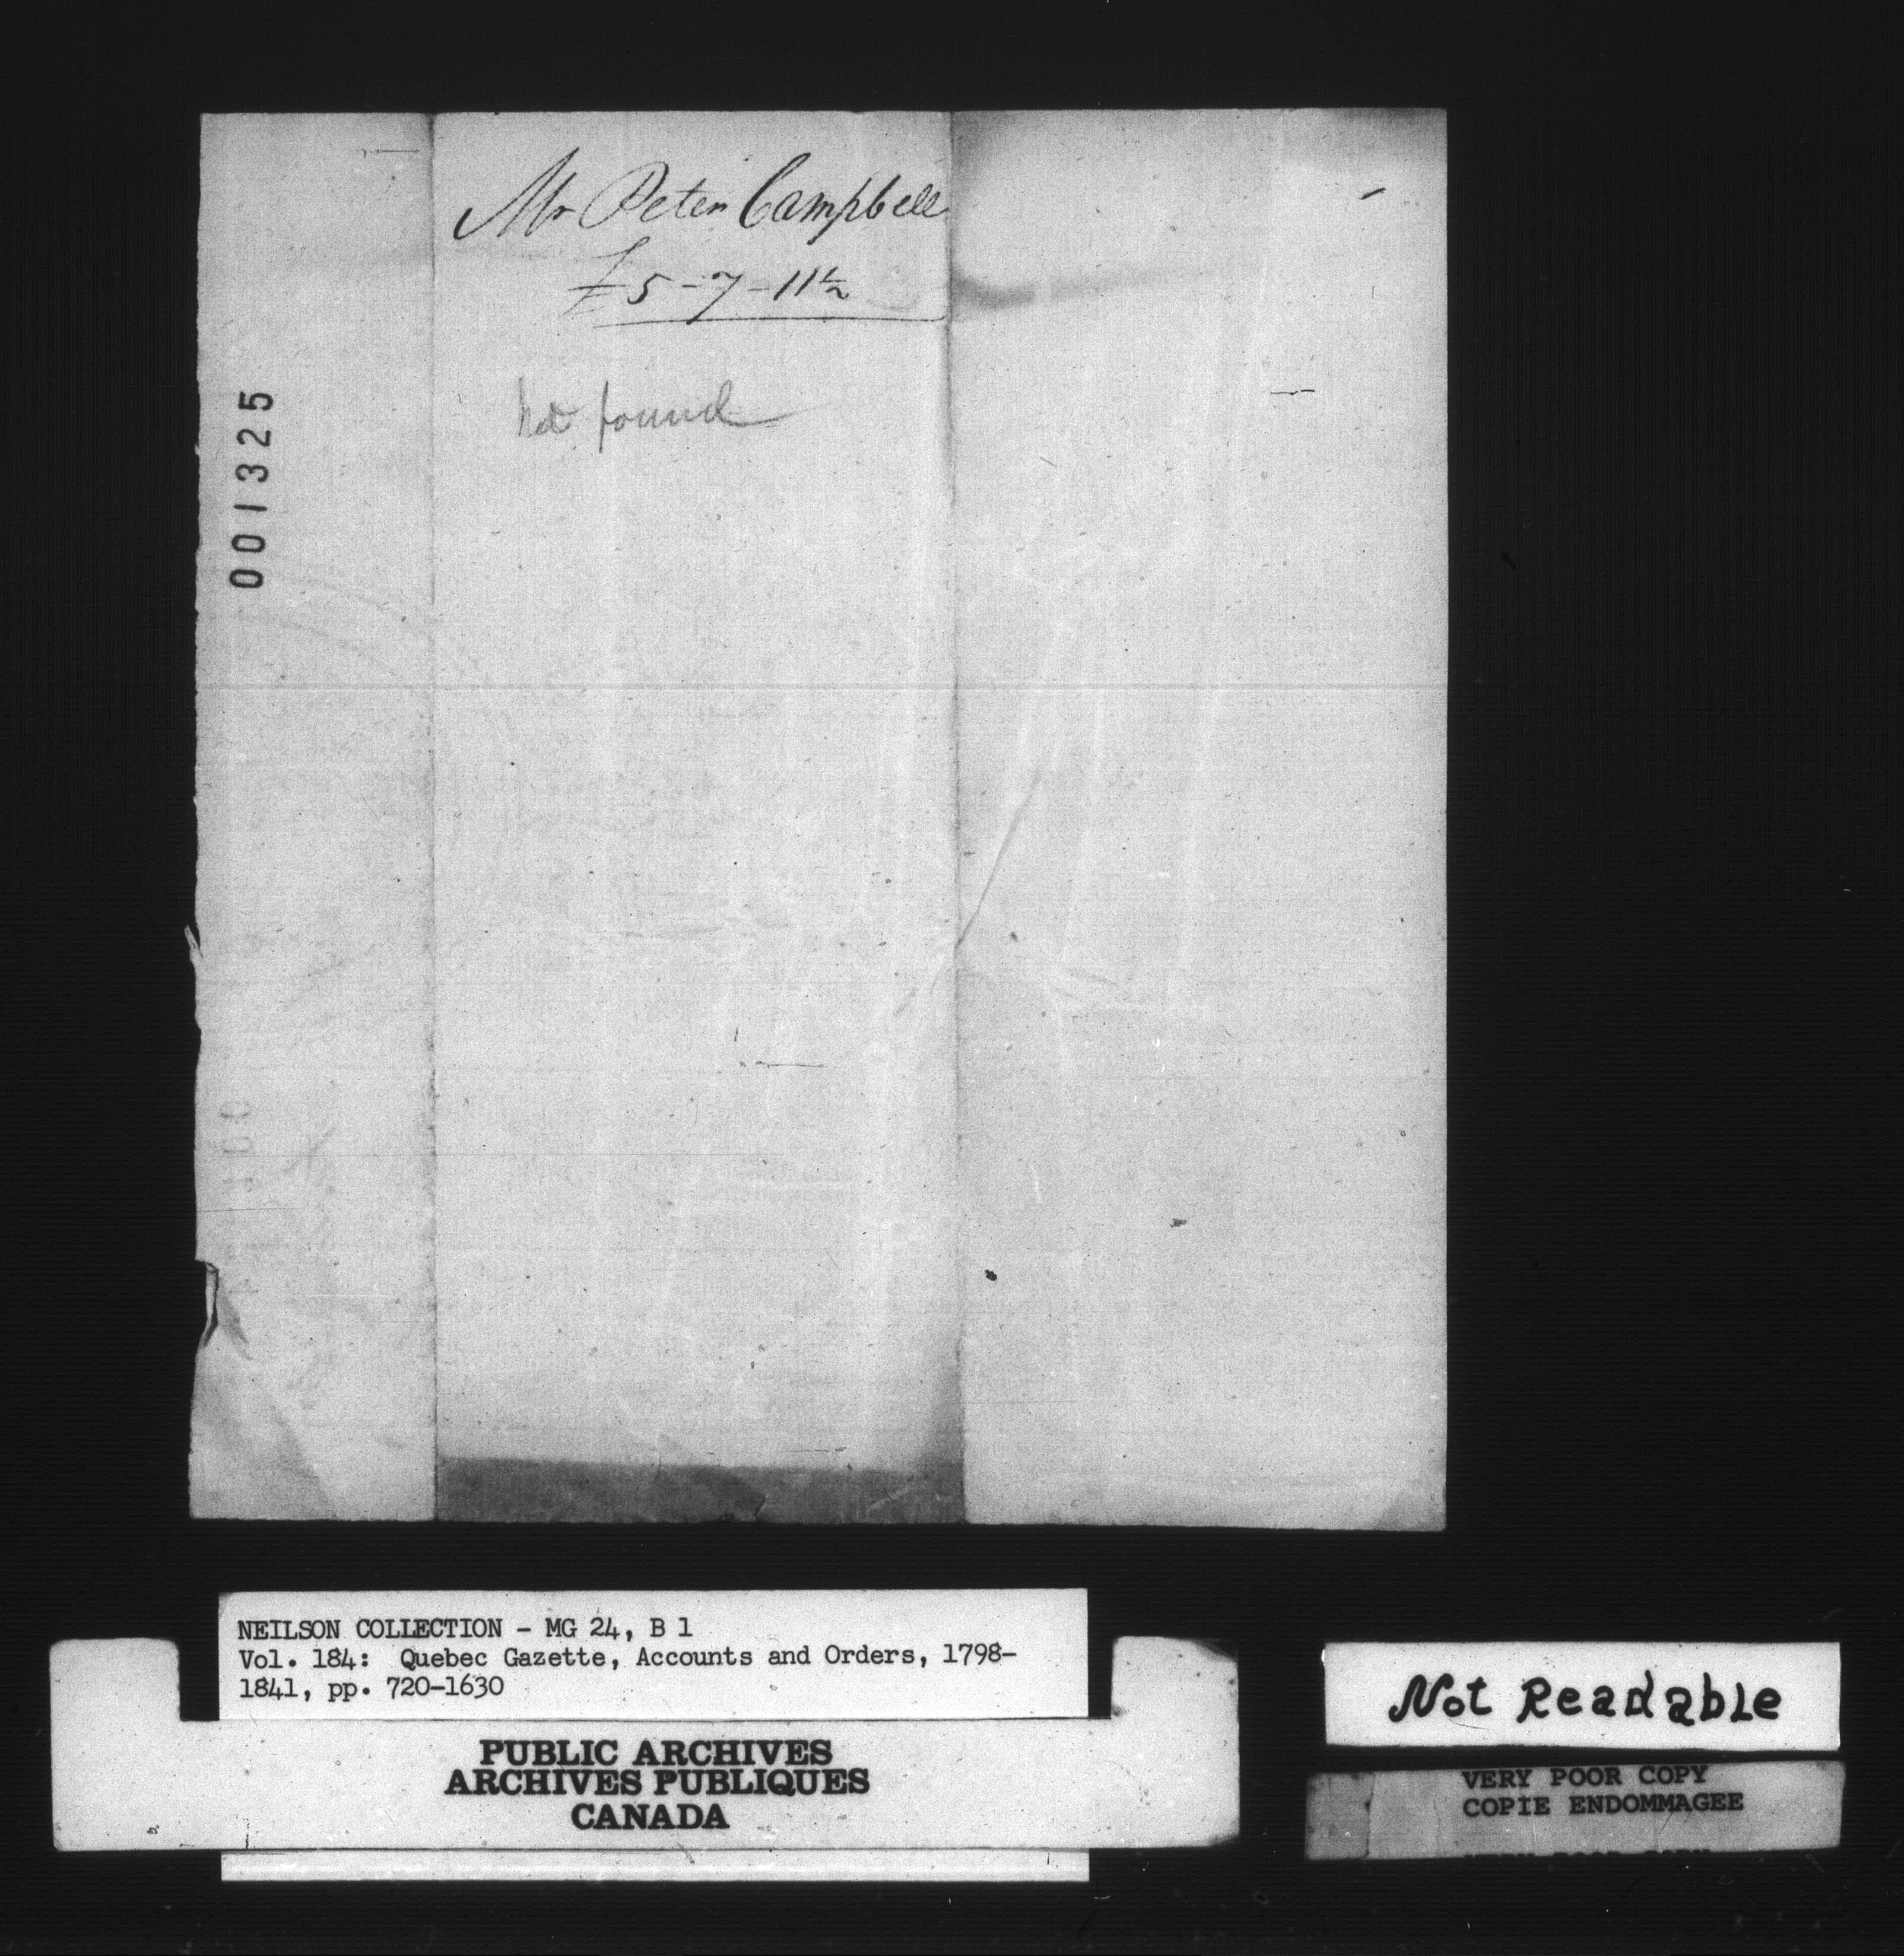 Mr Peter Campbell
£5-7-11½
Not found
001325
NEILSON COLLECTION - MG 24, B 1
Vol. 184: Quebec Gazette, Accounts and Orders, 1798-
1841, pp. 720-1630
PUBLIC ARCHIVES
ARCHIVES PUBLIQUES
CANADA
Not Readable
VERY POOR COPY
COPIE ENDOMMAGEE